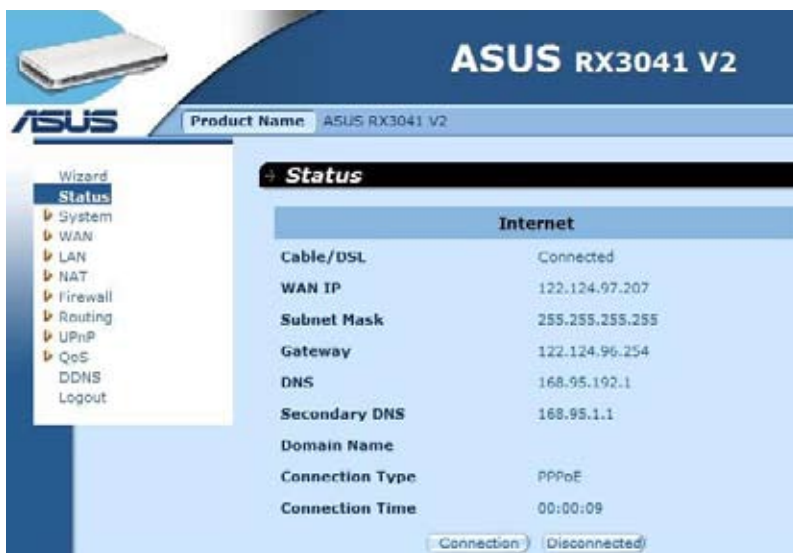 ASUS RX3041 V2
ASUS
Product Name ASUS RX3041 V2
Wizard
Status
System
WAN
LAN
NAT
Firewall
Routing
UPnP
QoS
DDNS
Logout
Status
Internet
Cable/DSL Connected
WAN IP 122.124.97.207
Subnet Mask 255.255.255.255
Gateway 122.124.96.254
DNS 168.95.192.1
Secondary DNS 168.95.1.1
Domain Name
Connection Type PPPoE
Connection Time 00:00:09
Connection Disconnected